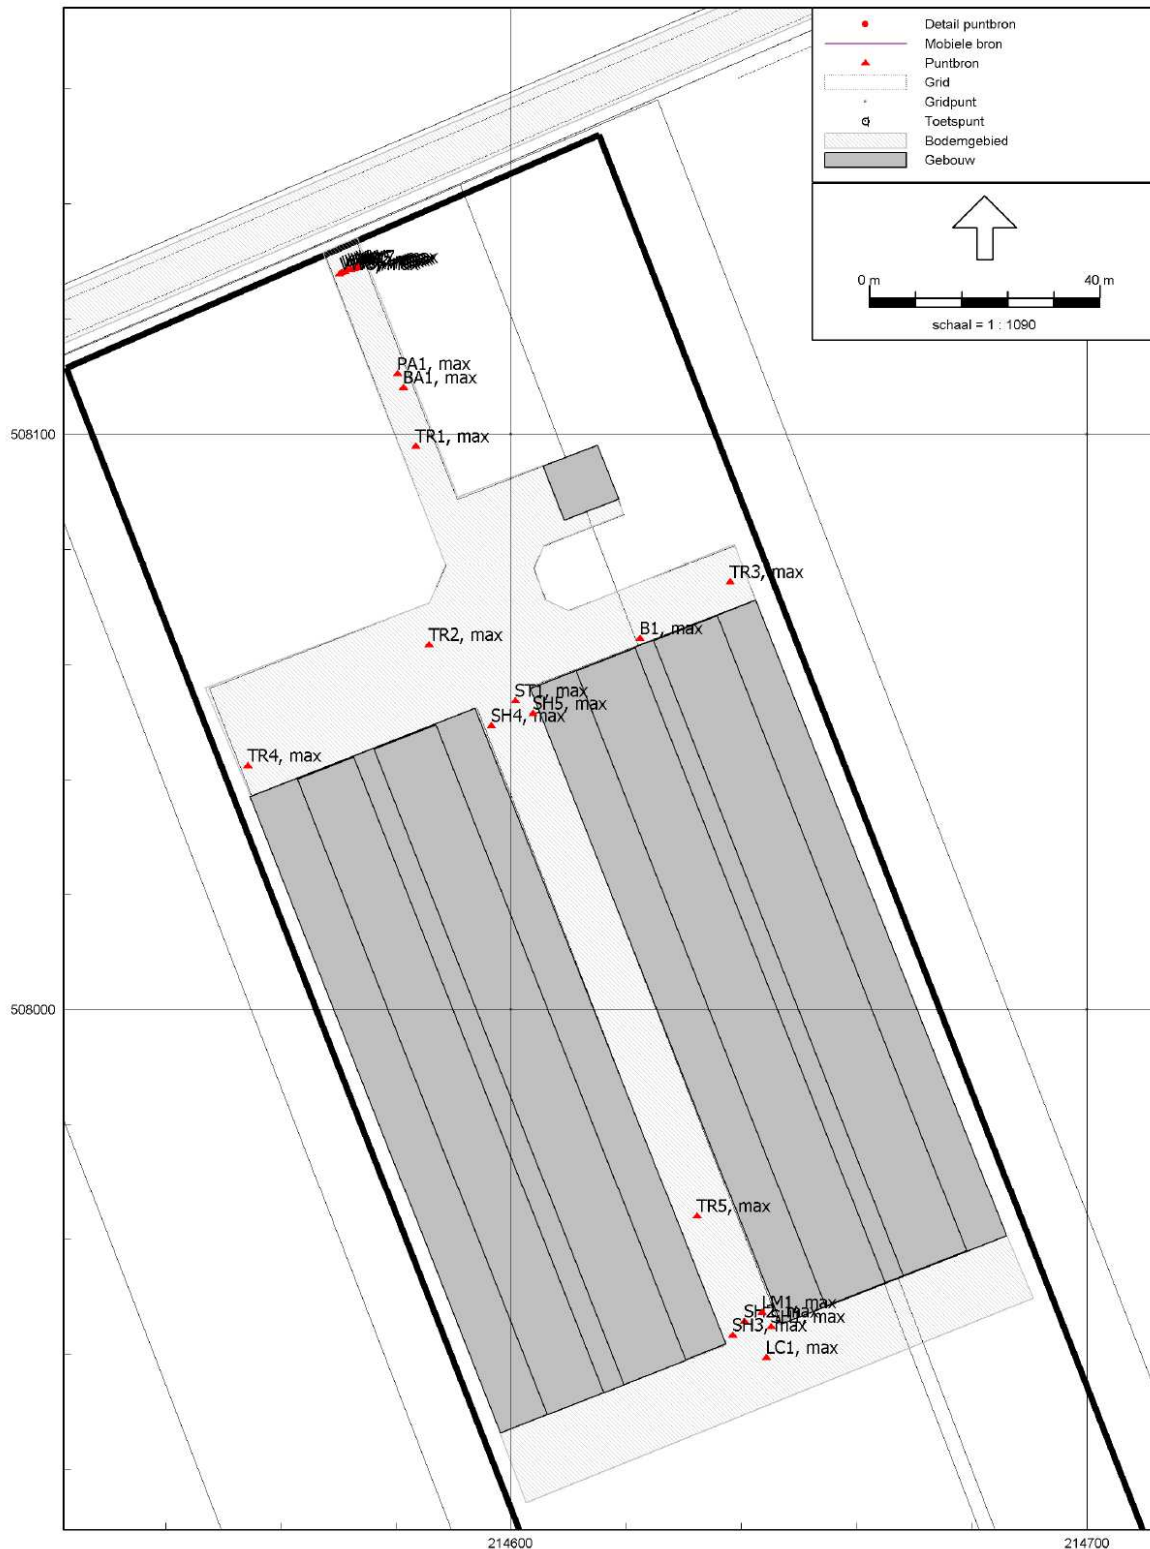 Detail puntbron
Mobiele bron
Puntbron
Grid
Gridpunt
Toetspunt
Bodemgebied
Gebouw
0 m 40 m
schaal = 1 : 1090
PA1, max
BA1, max
508100
TR1, max
TR3, max
B1, max
TR2, max
ST1, max
SH5, max
SH4, max
TR4, max
508000
TR5, max
LM1, max
SH2, max
SH3, max
LC1, max
214600 214700